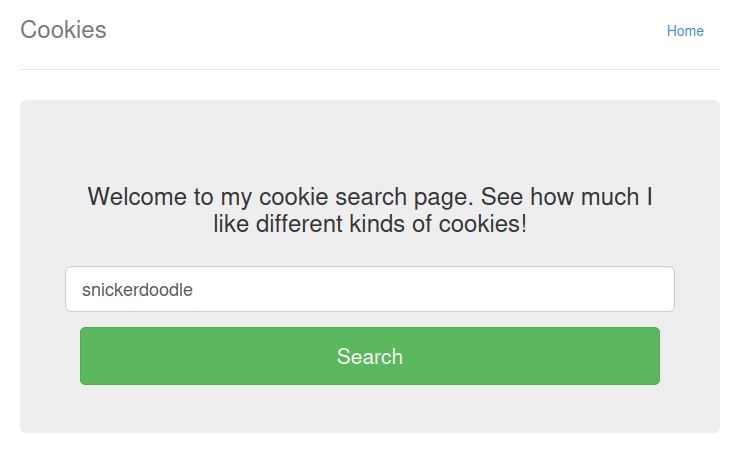 Cookies
Home
Welcome to my cookie search page. See how much I
like different kinds of cookies!
snickerdoodle
Search